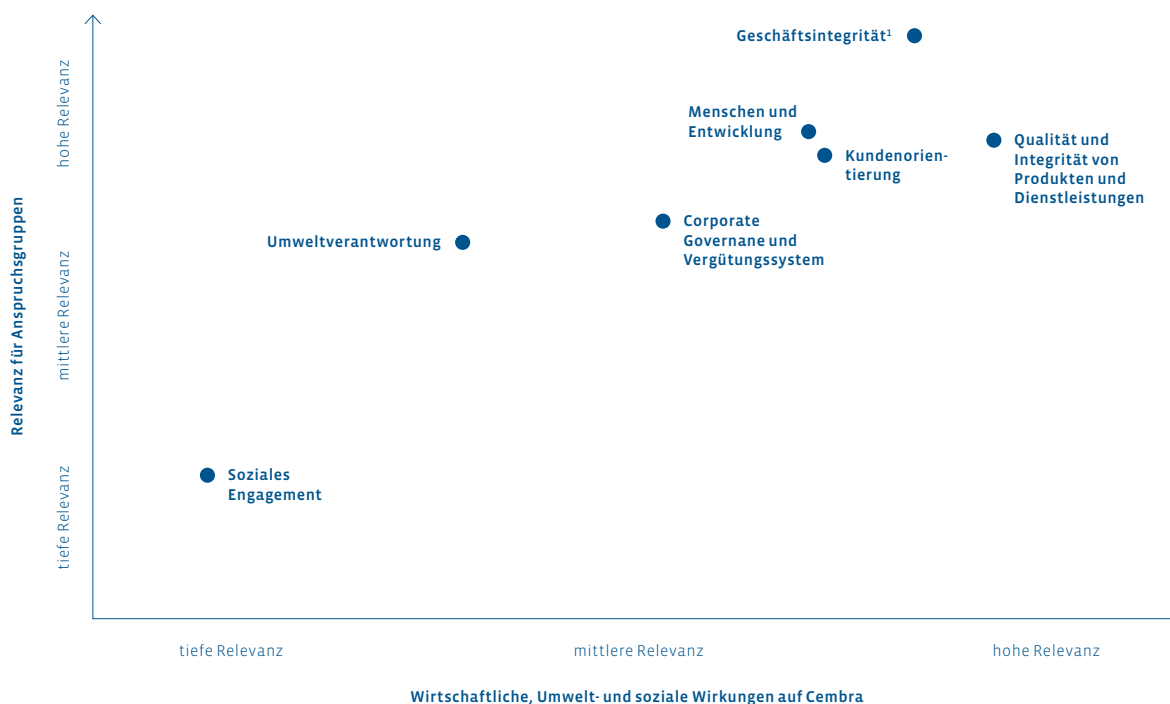 Geschäftsintegrität¹
hohe Relevanz
Menschen und
Entwicklung
Kundenorien-
tierung
Qualität und
Integrität von
Produkten und
Dienstleistungen
Relevanz für Anspruchsgruppen
mittlere Relevanz
Umweltverantwortung
Corporate
Governane und
Vergütungssystem
tiefe Relevanz
Soziales
Engagement
tiefe Relevanz
mittlere Relevanz
hohe Relevanz
Wirtschaftliche, Umwelt- und soziale Wirkungen auf Cembra